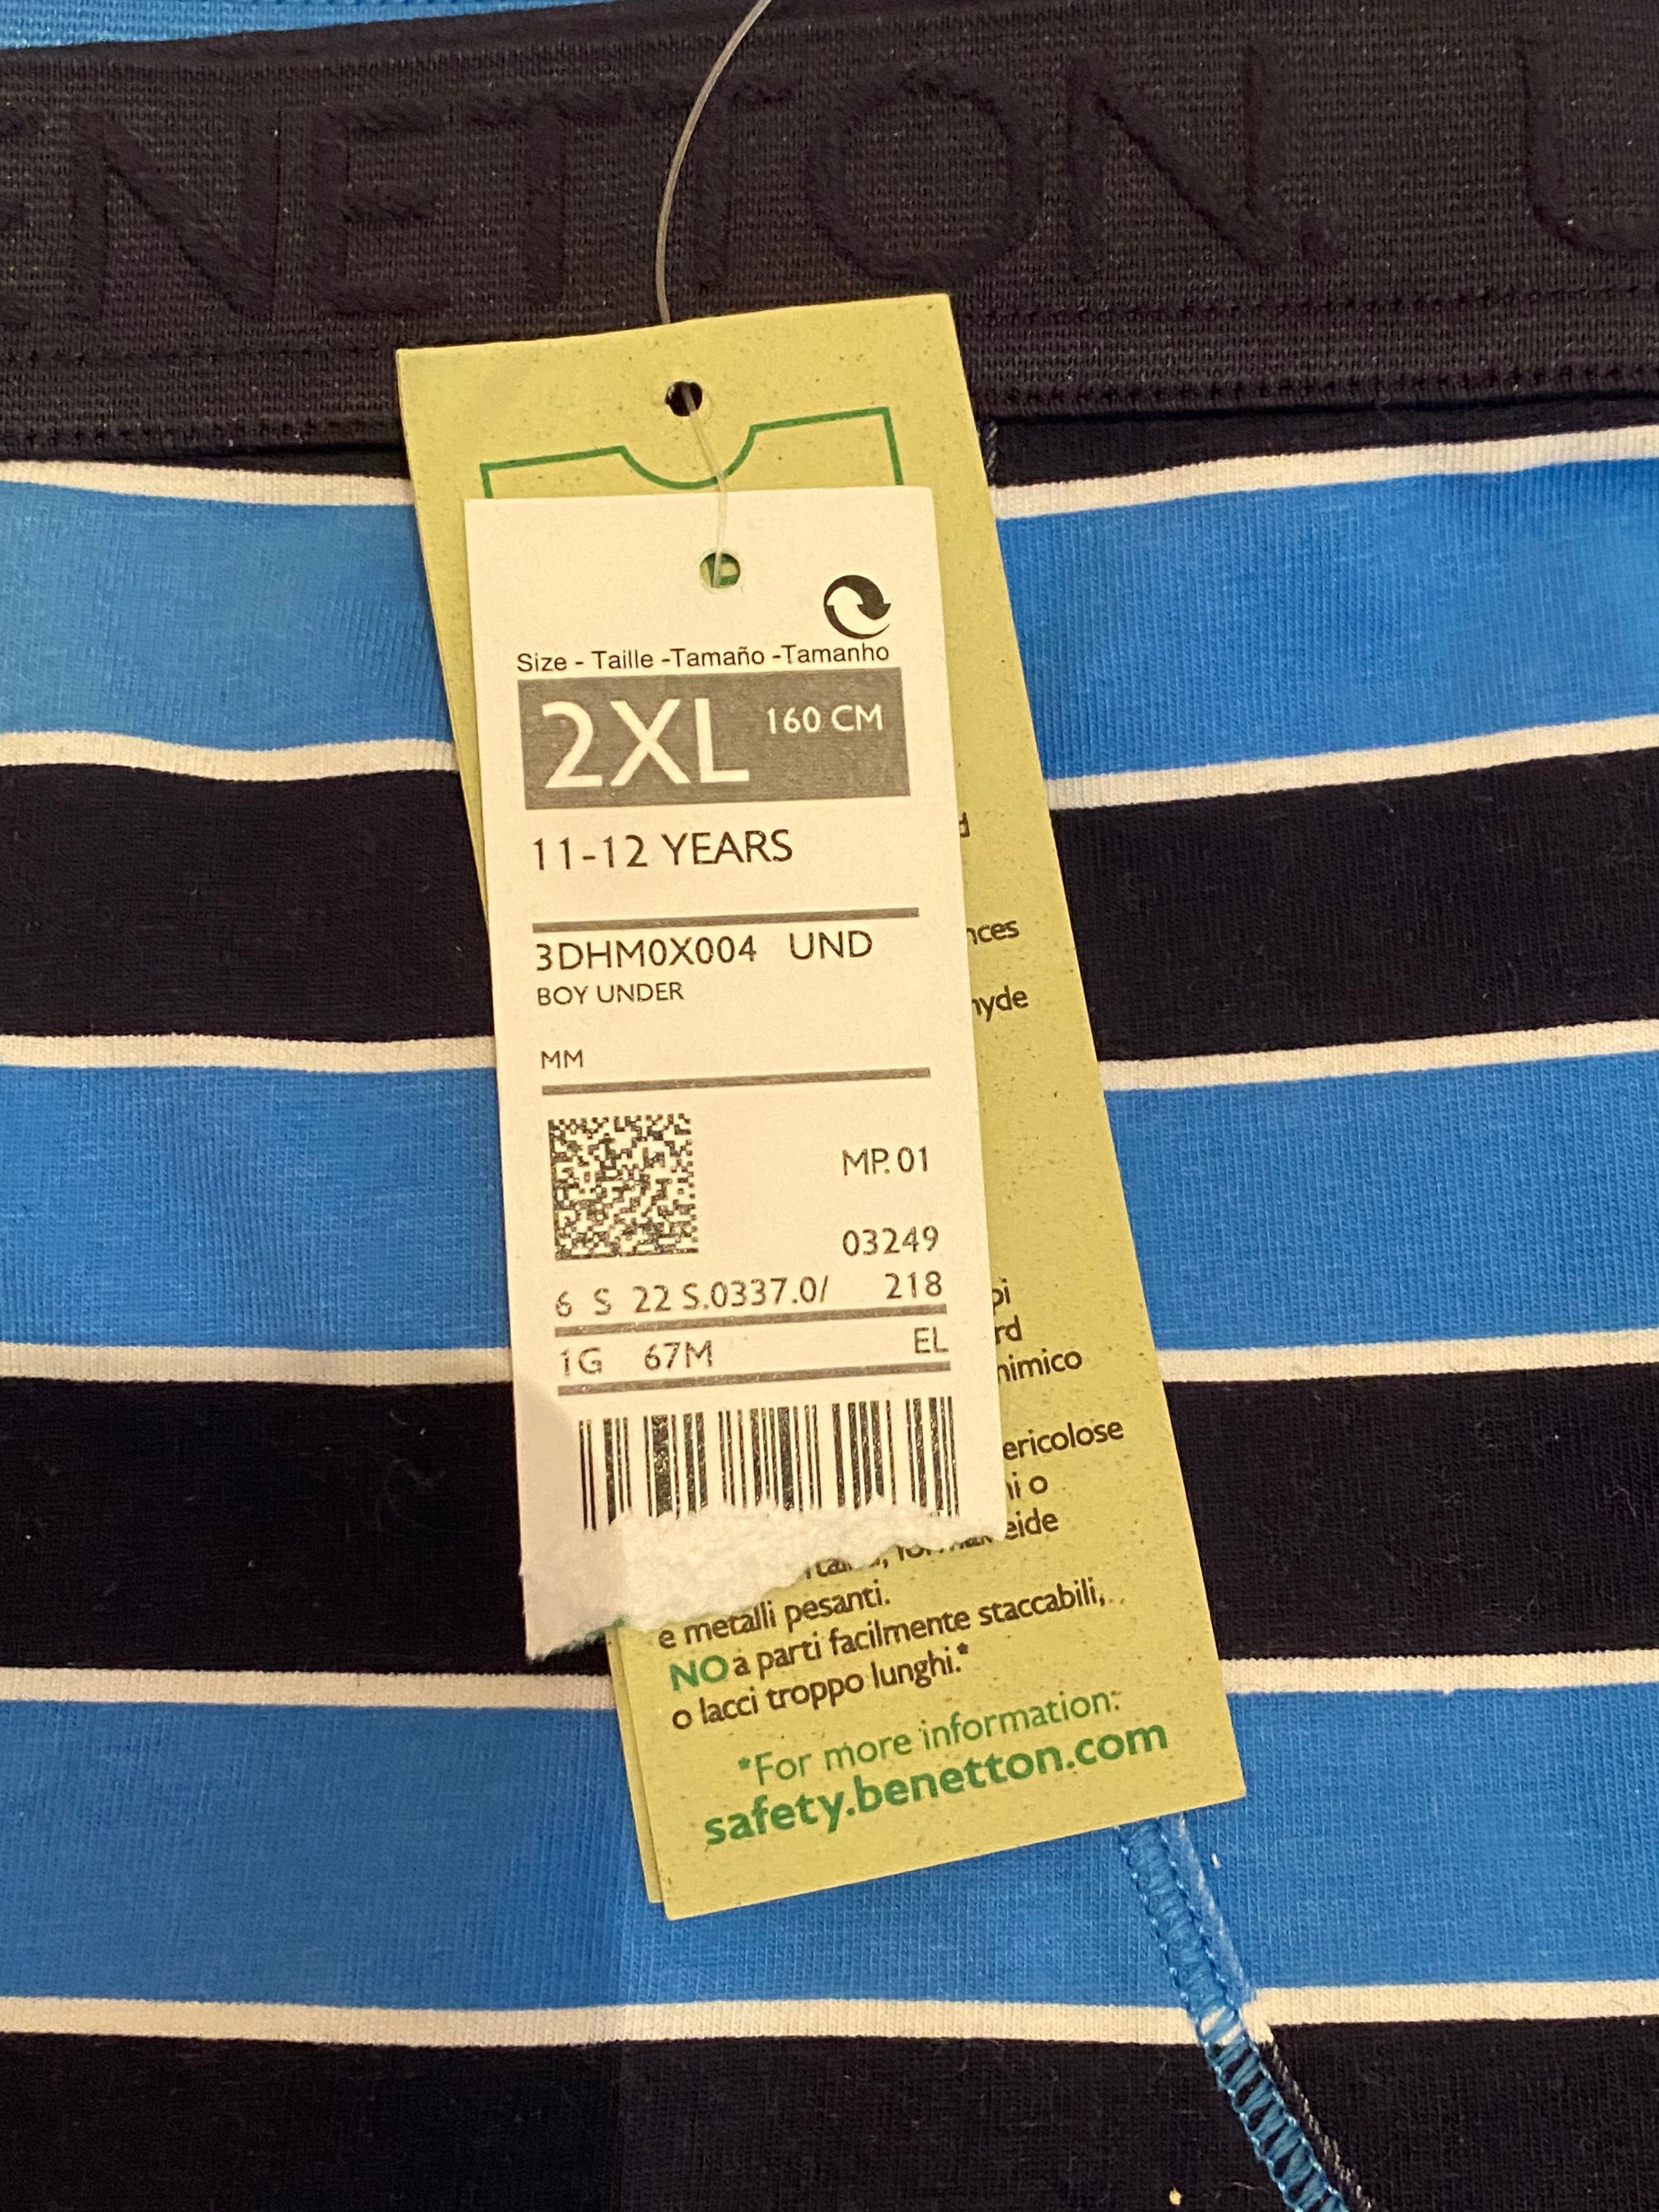 ENETTON. U
Size - Taille -Tamaño -Tamanho
2XL 160 CM
11-12 YEARS
3DHM0X004 UND
BOY UNDER
MM
MP. 01
03249
6 S 22 S.0337.0/ 218
1G 67M EL
nces
hyde
pi
rd
himico
ericolose
ni o
eide
e metalli pesanti.
NO a parti facilmente staccabili,
o lacci troppo lunghi.*
*For more information:
safety.benetton.com